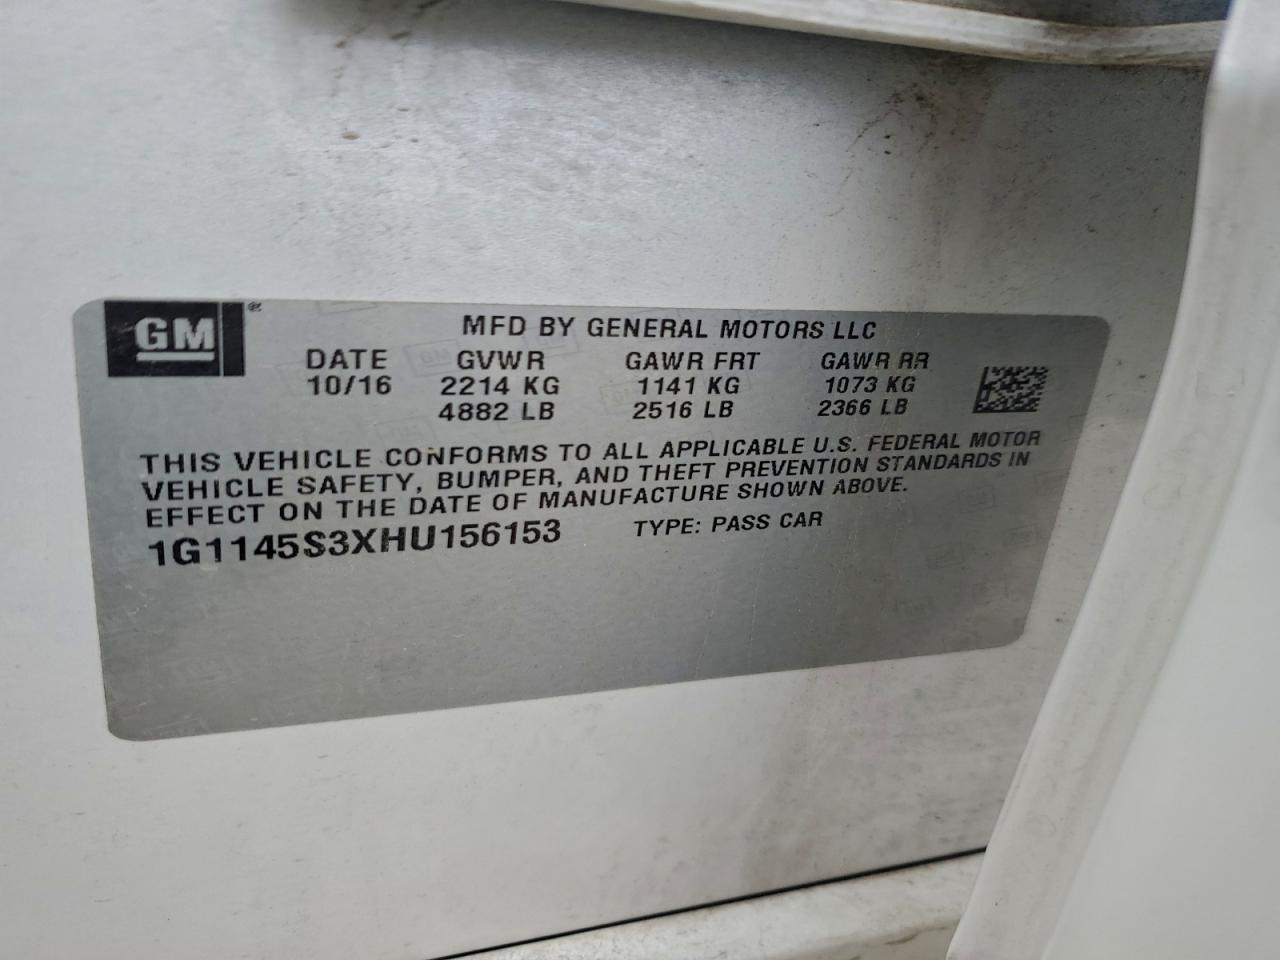 GM®
MFD BY GENERAL MOTORS LLC
DATE GVWR GAWR FRT GAWR RR
10/16 2214 KG 1141 KG 1073 KG
4882 LB 2516 LB 2366 LB
THIS VEHICLE CONFORMS TO ALL APPLICABLE U.S. FEDERAL MOTOR
VEHICLE SAFETY, BUMPER, AND THEFT PREVENTION STANDARDS IN
EFFECT ON THE DATE OF MANUFACTURE SHOWN ABOVE.
1G1145S3XHU156153 TYPE: PASS CAR